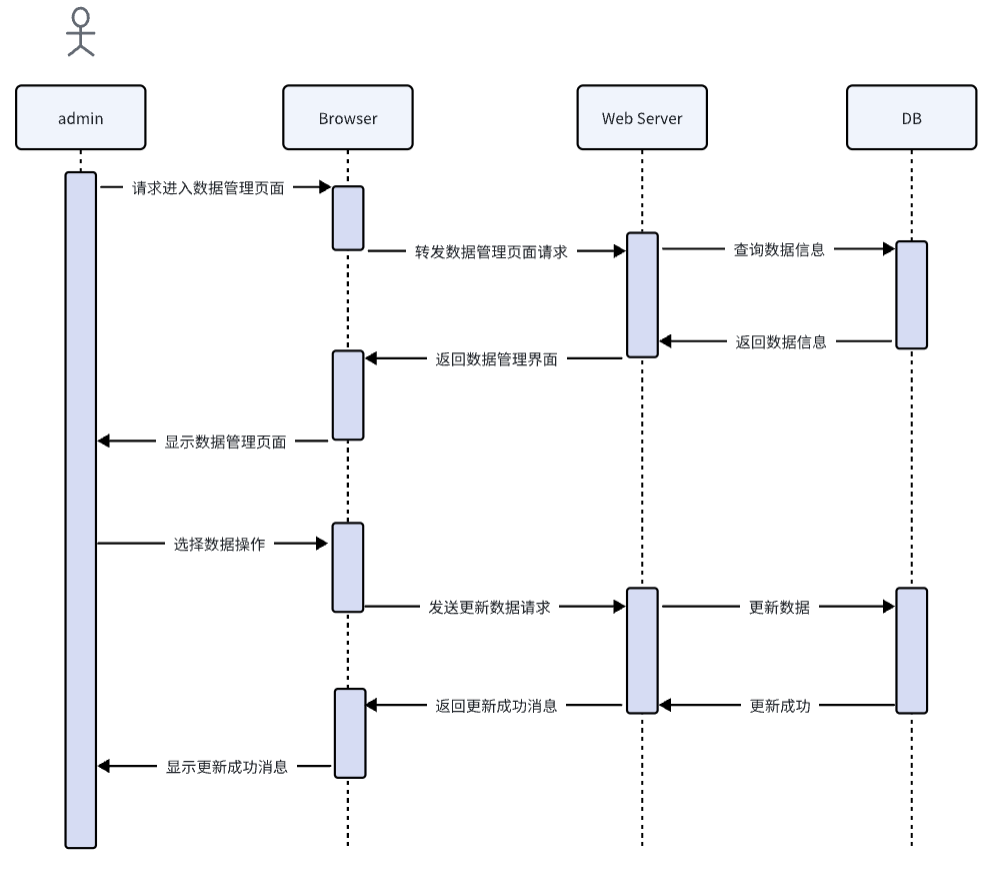 admin
Browser
Web Server
DB
请求进入数据管理页面
转发数据管理页面请求
查询数据信息
返回数据信息
返回数据管理界面
显示数据管理页面
选择数据操作
发送更新数据请求
更新数据
返回更新成功消息
更新成功
显示更新成功消息